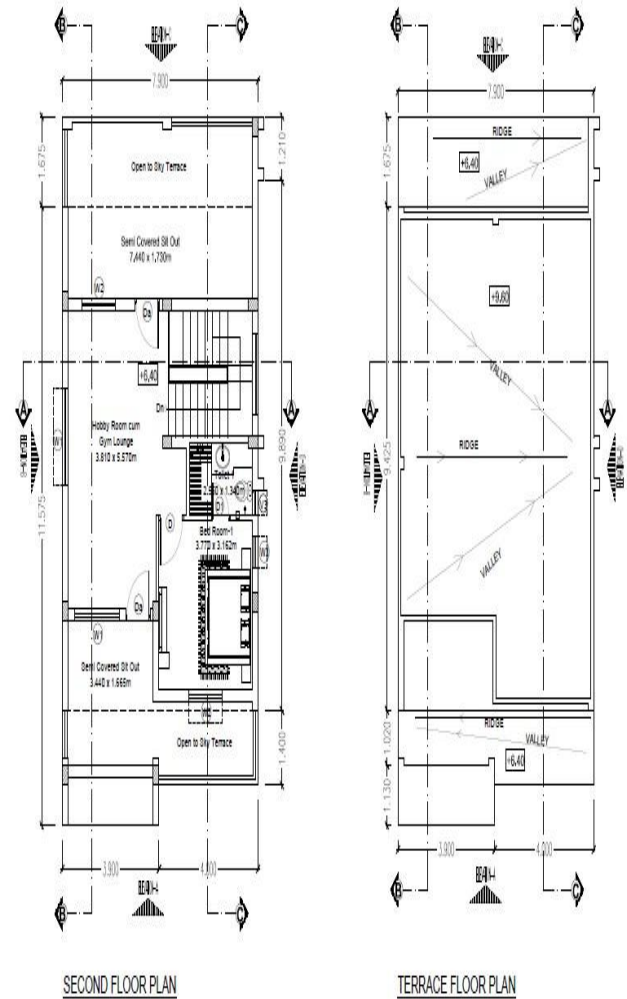 B
C
7.900
1.675
1.210
Open to Sky Terrace
Semi Covered Sit Out
7.440 x 1.730m
W2
Da
+6.40
A
A
Dn
Hobby Room cum
Gym Lounge
3.810 x 5.570m
W1
9.890
11.575
Toilet
D1
D
Bed Room-1
3.770 x 3.162m
Da
W1
Semi Covered Sit Out
3.440 x 1.665m
Open to Sky Terrace
1.400
3.900
4.000
B
C
SECOND FLOOR PLAN
B
C
7.900
1.675
RIDGE
+6.40
VALLEY
+9.60
VALLEY
A
A
RIDGE
9.425
VALLEY
1.020
RIDGE
VALLEY
+6.40
1.130
3.900
4.000
B
C
TERRACE FLOOR PLAN